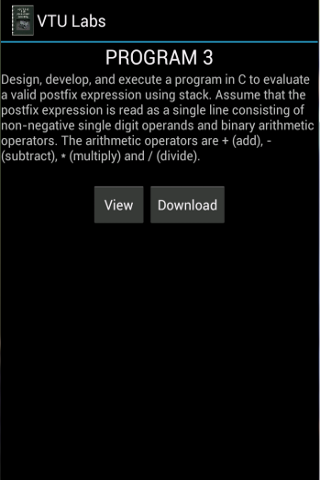 VTU Labs
PROGRAM 3
Design, develop, and execute a program in C to evaluate
a valid postfix expression using stack. Assume that the
postfix expression is read as a single line consisting of
non-negative single digit operands and binary arithmetic
operators. The arithmetic operators are + (add), -
(subtract), * (multiply) and / (divide).
View
Download